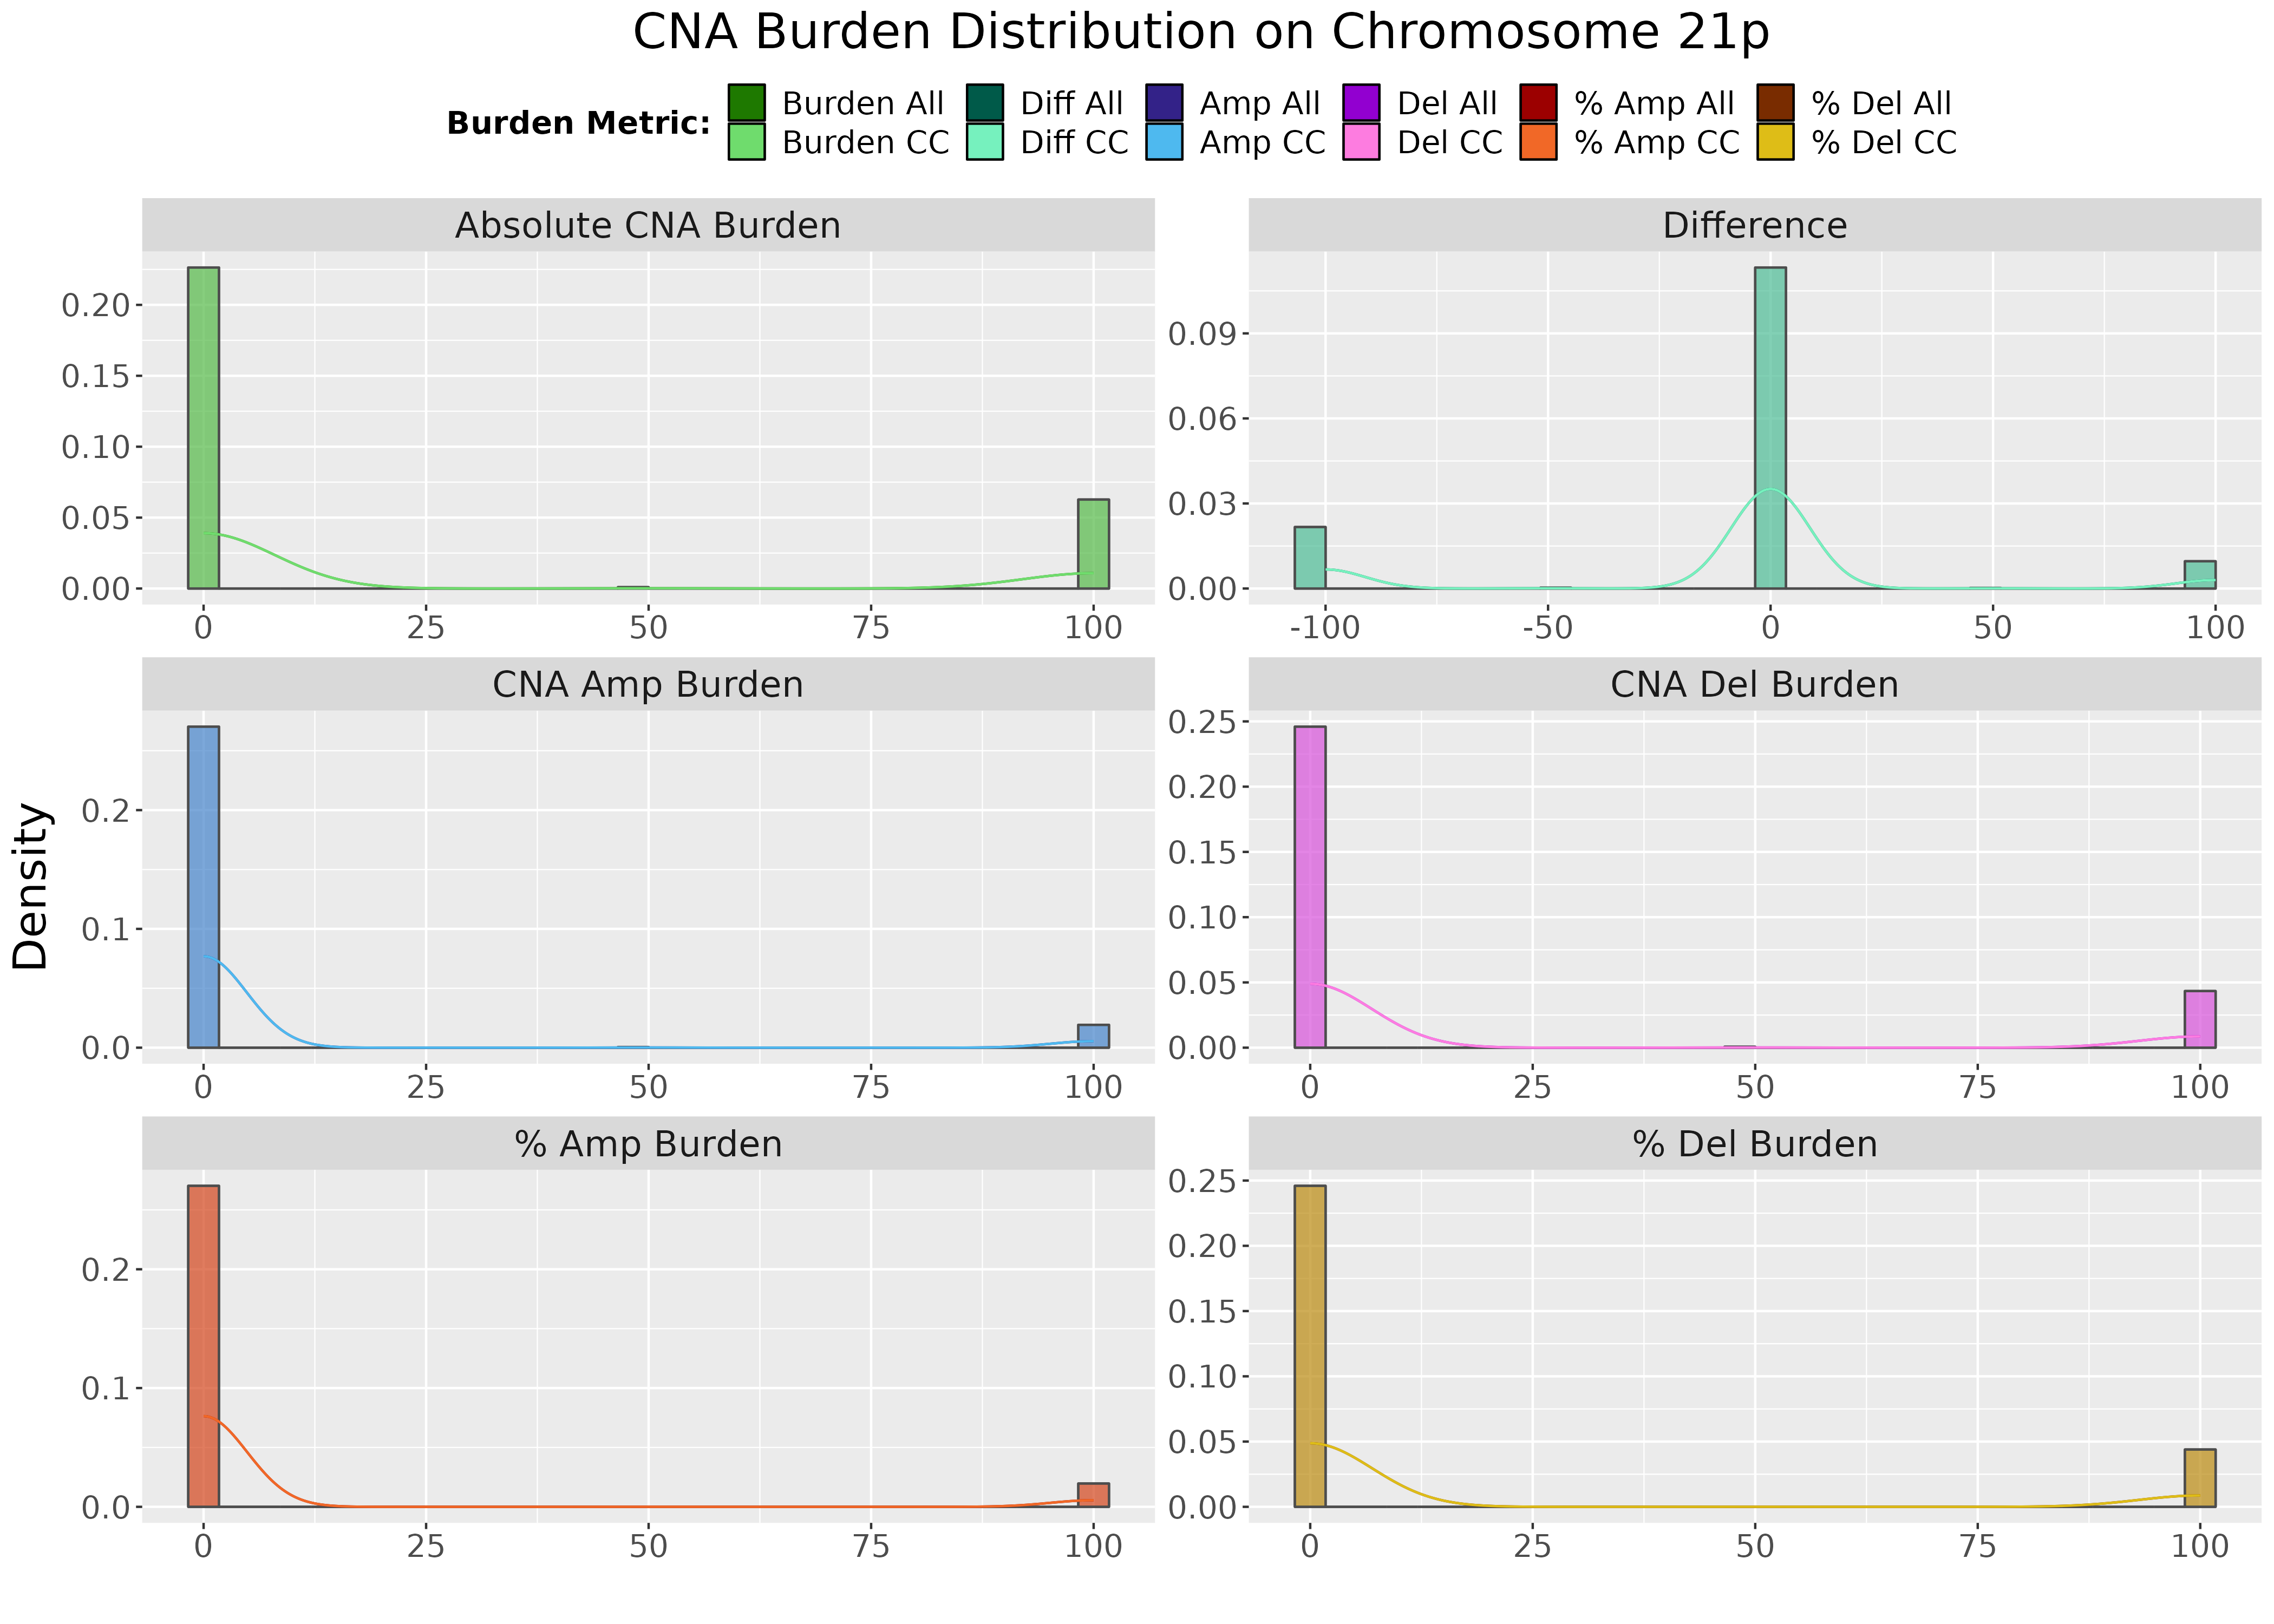 CNA Burden Distribution on Chromosome 21p
Burden Metric:
Burden All Diff All Amp All Del All % Amp All % Del All
Burden CC Diff CC Amp CC Del CC % Amp CC % Del CC
Absolute CNA Burden
0.20
0.15
0.10
0.05
0.00
0 25 50 75 100
Difference
0.09
0.06
0.03
0.00
-100 -50 0 50 100
Density
CNA Amp Burden
0.2
0.1
0.0
0 25 50 75 100
CNA Del Burden
0.25
0.20
0.15
0.10
0.05
0.00
0 25 50 75 100
% Amp Burden
0.2
0.1
0.0
0 25 50 75 100
% Del Burden
0.25
0.20
0.15
0.10
0.05
0.00
0 25 50 75 100